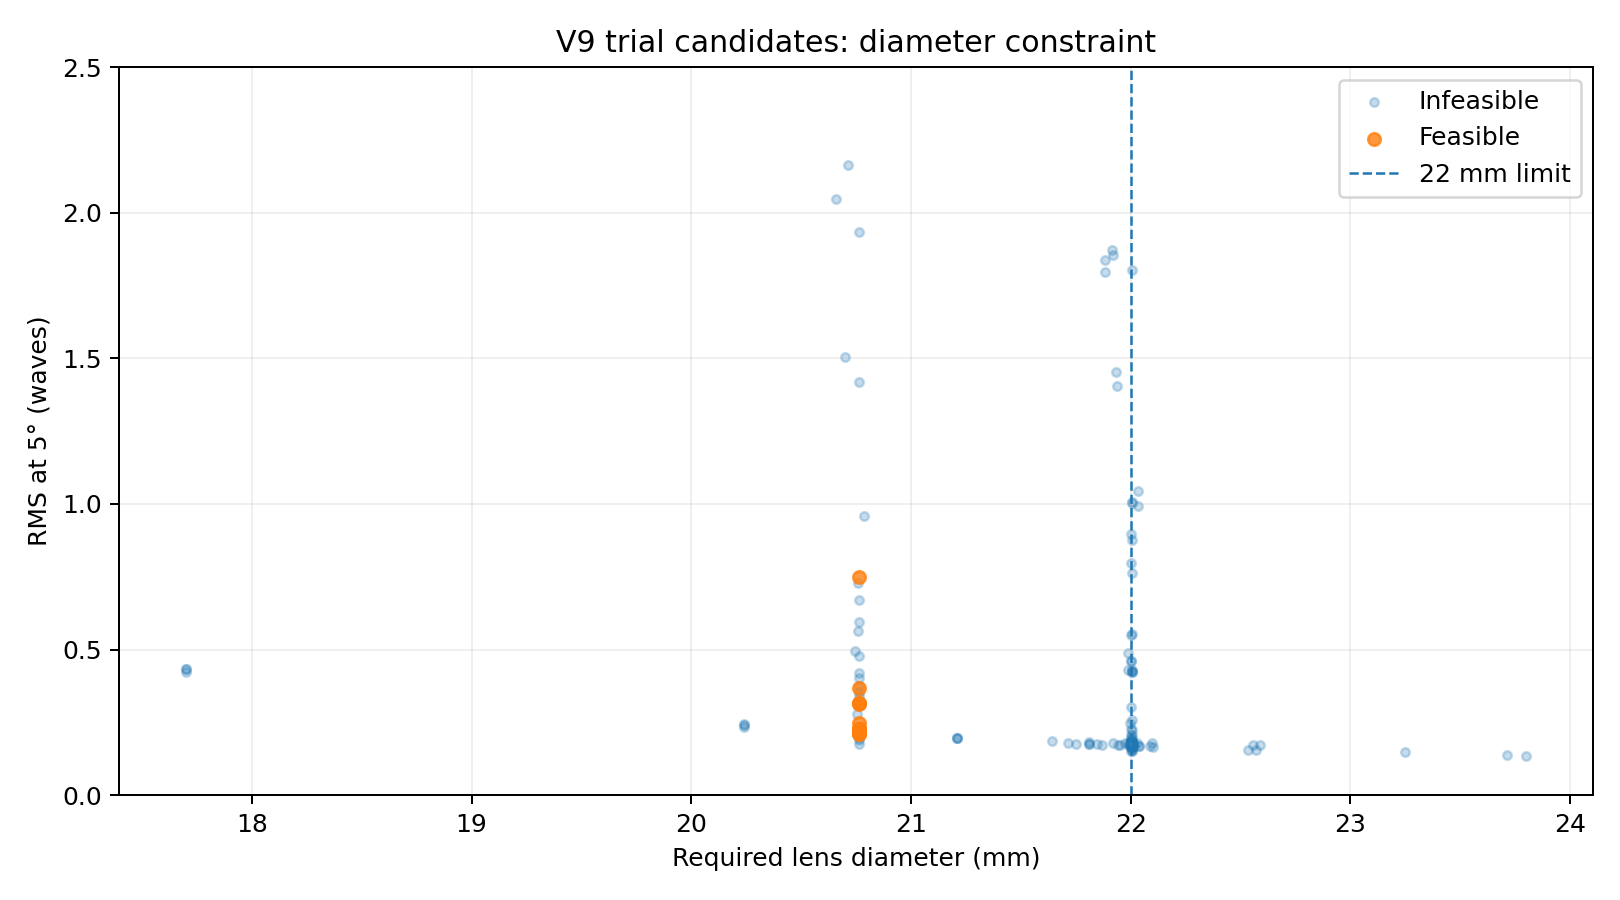 V9 trial candidates: diameter constraint
2.5
2.0
1.5
1.0
0.5
0.0
RMS at 5° (waves)
Infeasible
Feasible
22 mm limit
18 19 20 21 22 23 24
Required lens diameter (mm)